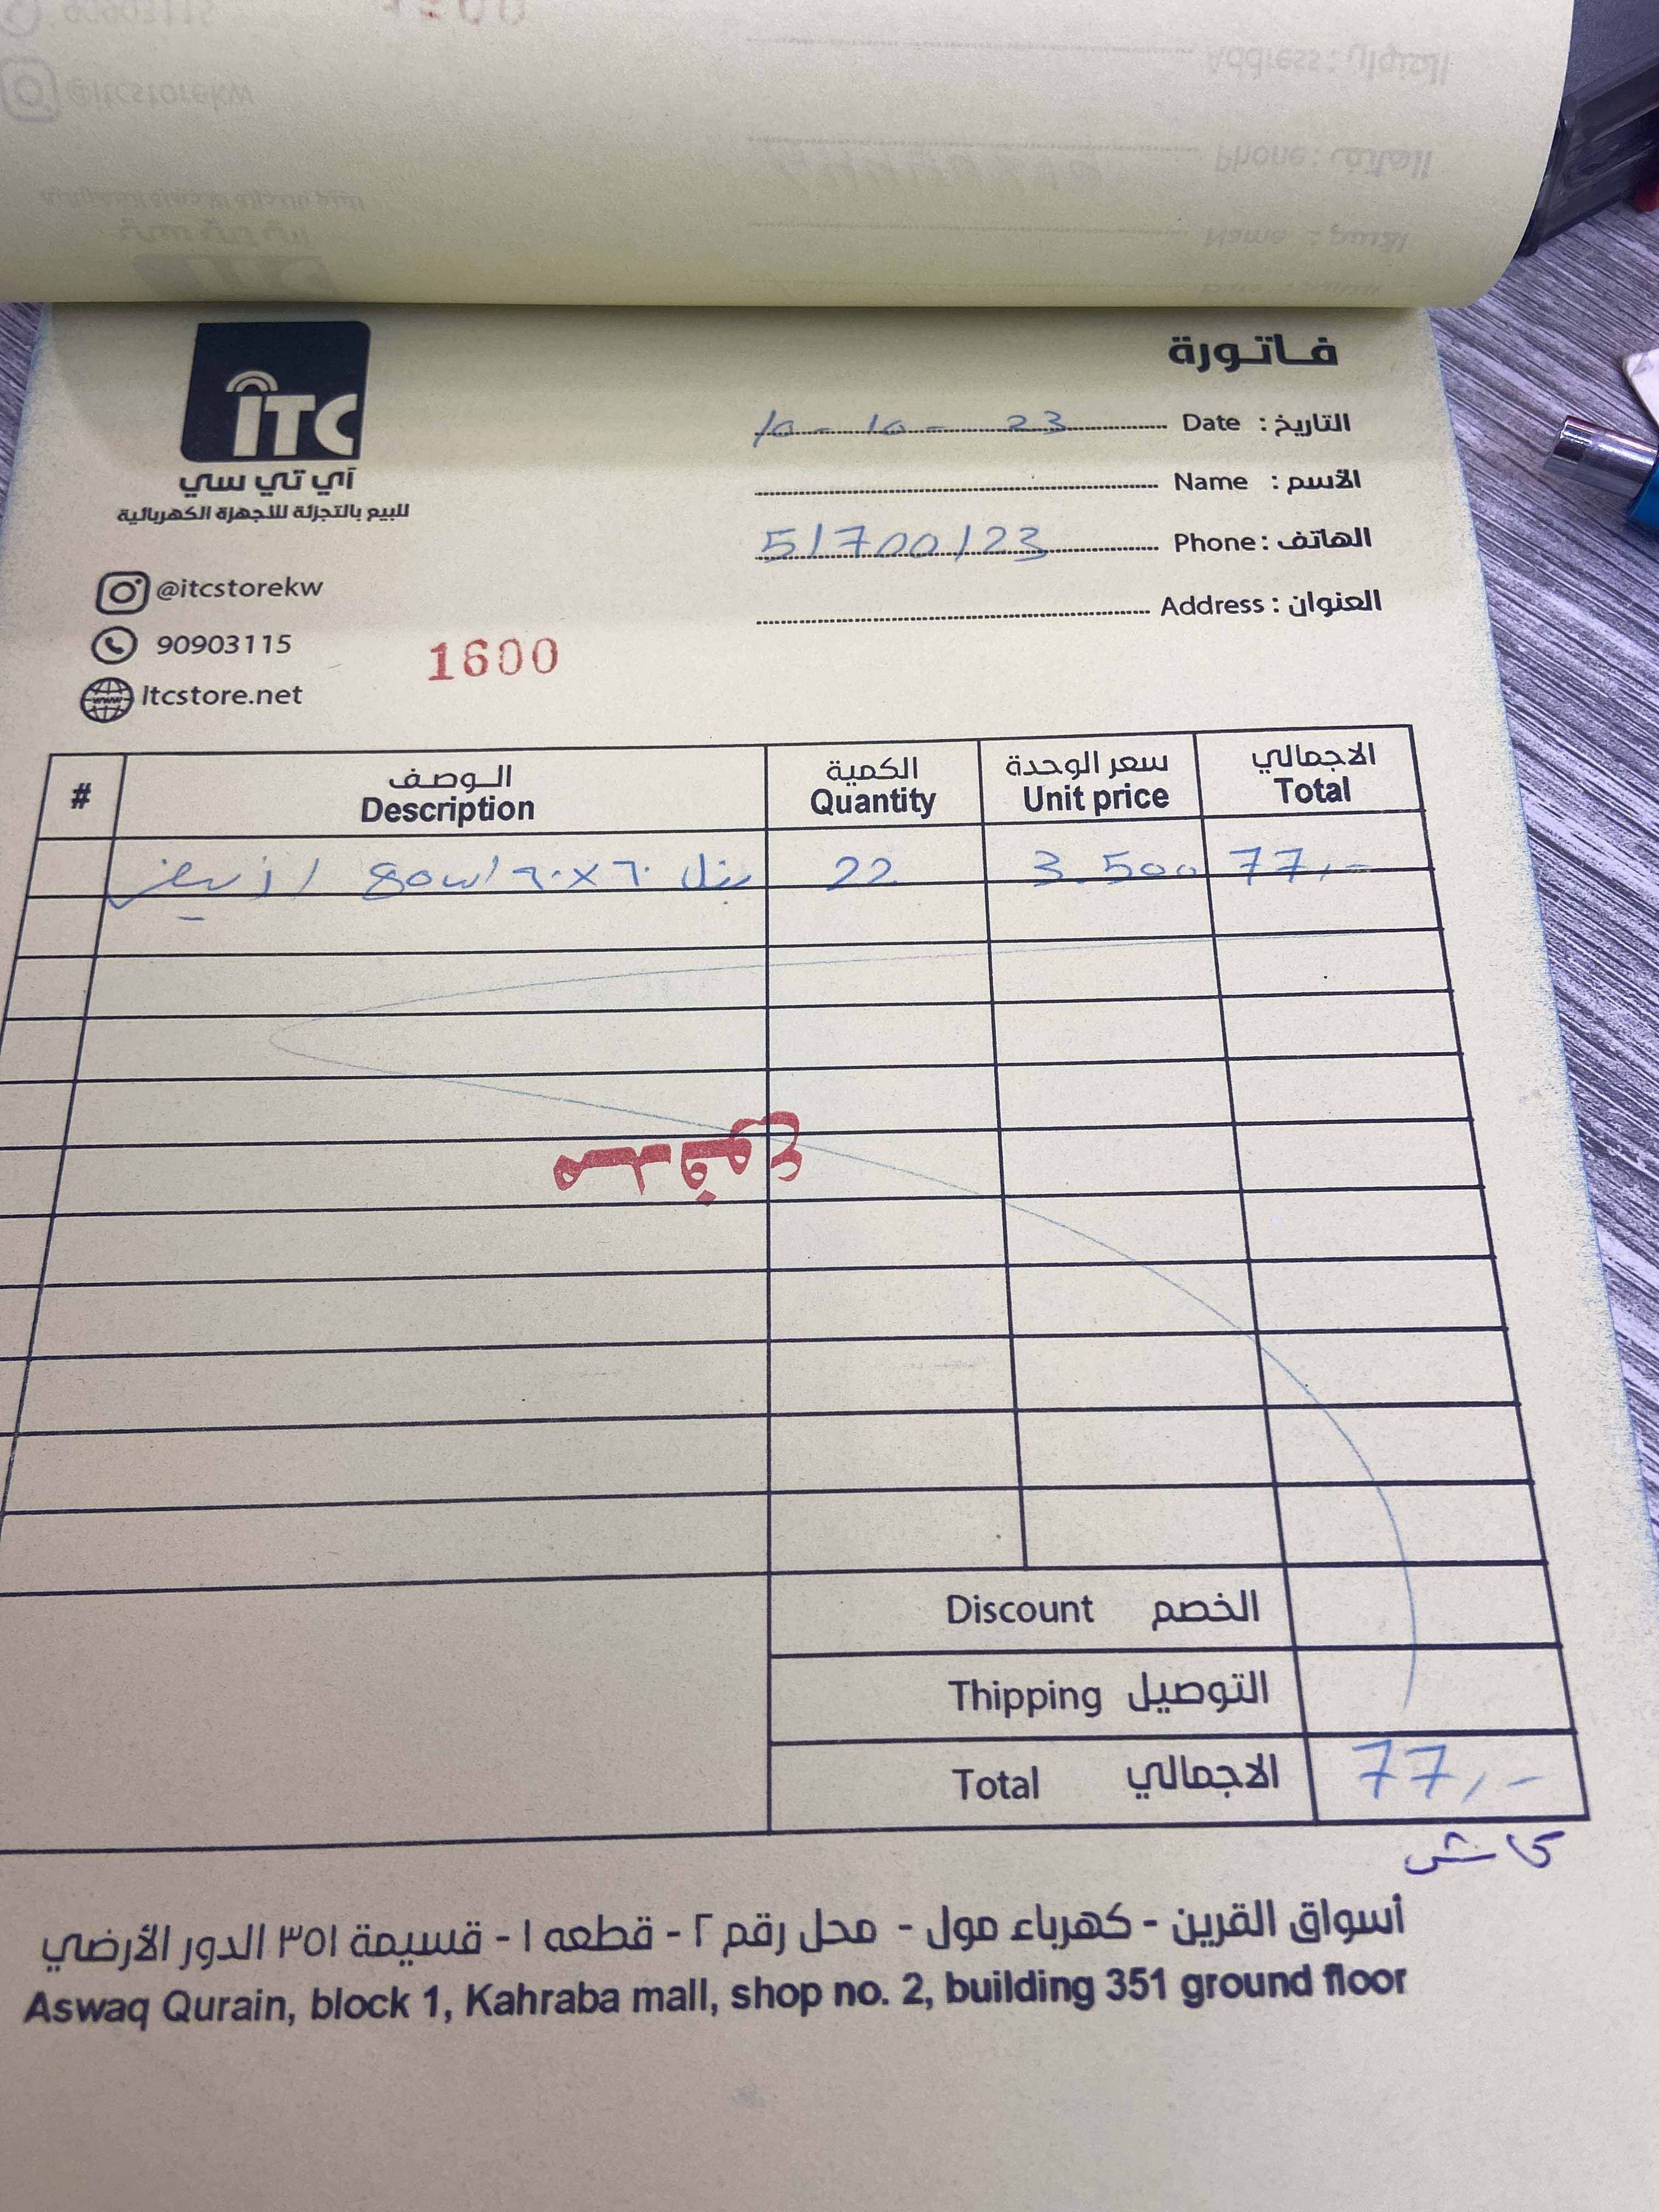 فاتورة
ITC
آي تي سي
للبيع بالتجزئة للأجهزة الكهربائية
التاريخ: Date 10 - 10 - 23
الأسم: Name
الهاتف: Phone 51700123
العنوان: Address
@itcstorekw
90903115
Itcstore.net
1600
# الوصف الكمية سعر الوحدة الاجمالي
Description Quantity Unit price Total
بنل ٦٠×٦٠ 80W ابيض 22 3.500 77,-
مدفوع
Discount الخصم
Thipping التوصيل
Total الاجمالي 77,-
كاش
أسواق القرين - كهرباء مول - محل رقم ٢ - قطعه ١ - قسيمة ٣٥١ الدور الأرضي
Aswaq Qurain, block 1, Kahraba mall, shop no. 2, building 351 ground floor